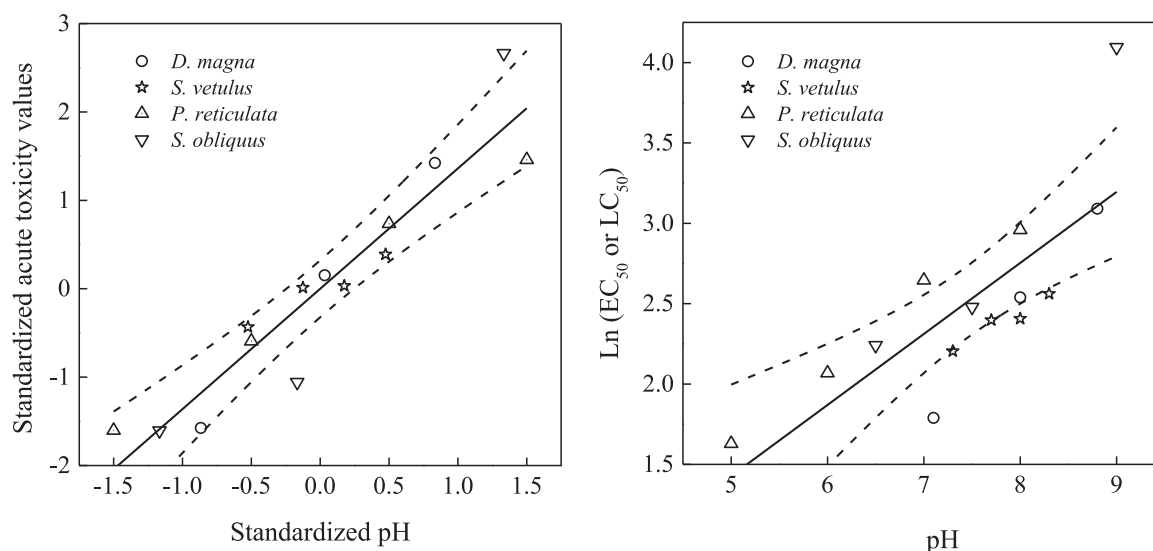 3
2
1
0
-1
-2
-1.5
-1.0
-0.5
0.0
0.5
1.0
1.5
Standardized acute toxicity values
Standardized pH
D. magna
S. vetulus
P. reticulata
S. obliquus
4.0
3.5
3.0
2.5
2.0
1.5
5
6
7
8
9
Ln (EC50 or LC50)
pH
D. magna
S. vetulus
P. reticulata
S. obliquus